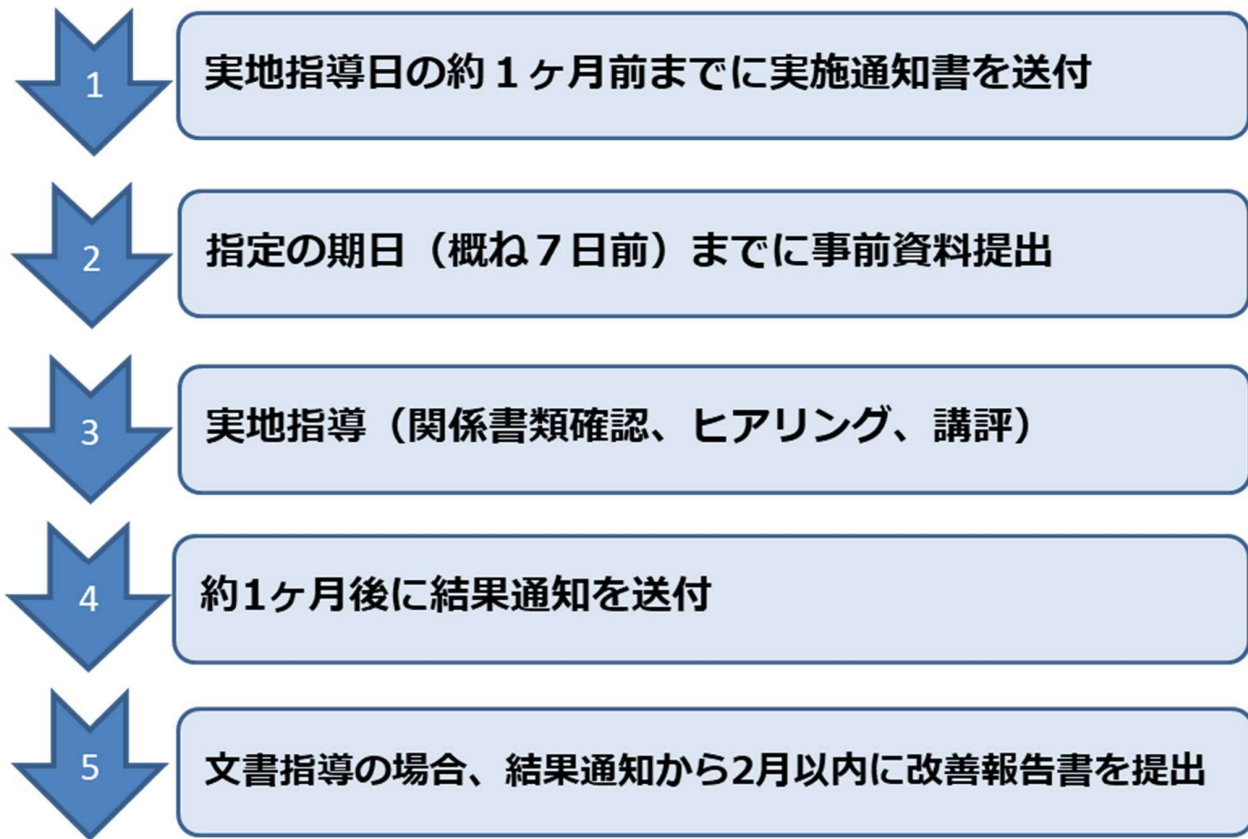 1
実地指導日の約１ヶ月前までに実施通知書を送付
2
指定の期日（概ね７日前）までに事前資料提出
3
実地指導（関係書類確認、ヒアリング、講評）
4
約1ヶ月後に結果通知を送付
5
文書指導の場合、結果通知から2月以内に改善報告書を提出